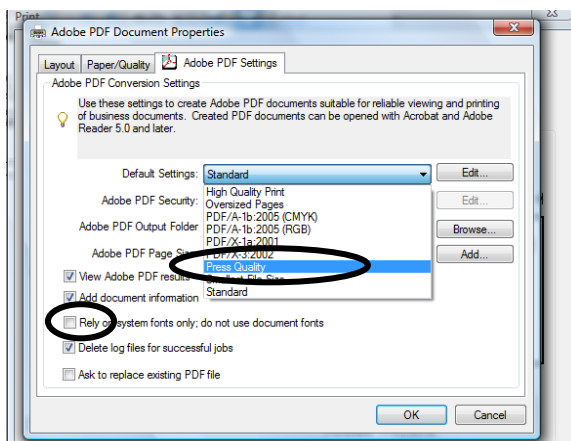 Print
Adobe PDF Document Properties
Layout Paper/Quality Adobe PDF Settings
Adobe PDF Conversion Settings
Use these settings to create Adobe PDF documents suitable for reliable viewing and printing
of business documents. Created PDF documents can be opened with Acrobat and Adobe
Reader 5.0 and later.
Default Settings: Standard Edit...
High Quality Print
Oversized Pages
Adobe PDF Security: Edit...
PDF/A-1b:2005 (CMYK)
PDF/A-1b:2005 (RGB)
Adobe PDF Output Folder Browse...
PDF/X-1a:2001
PDF/X-3:2002
Adobe PDF Page Add...
Press Quality
View Adobe PDF results
Smallest File Size
Add document information
Standard
Rely on system fonts only; do not use document fonts
Delete log files for successful jobs
Ask to replace existing PDF file
OK Cancel